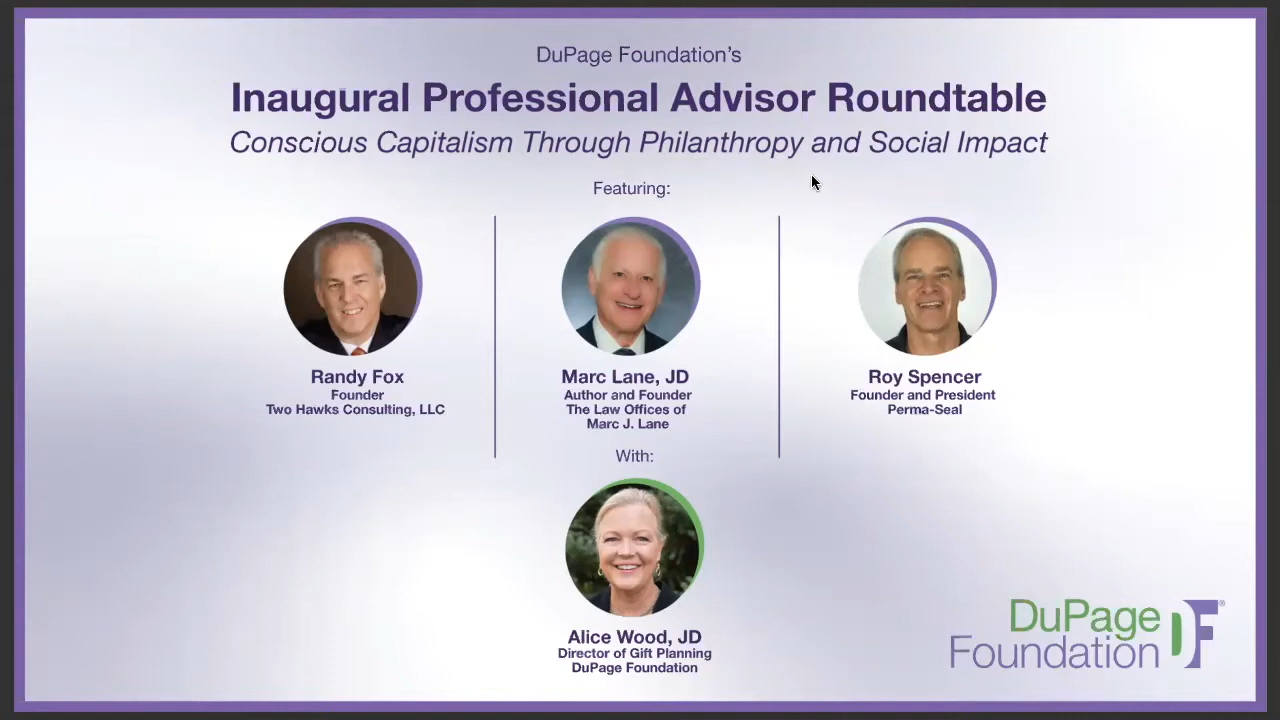 DuPage Foundation's
Inaugural Professional Advisor Roundtable
Conscious Capitalism Through Philanthropy and Social Impact
Featuring:
Randy Fox
Founder
Two Hawks Consulting, LLC
Marc Lane, JD
Author and Founder
The Law Offices of
Marc J. Lane
Roy Spencer
Founder and President
Perma-Seal
With:
Alice Wood, JD
Director of Gift Planning
DuPage Foundation
DuPage
Foundation
DF®